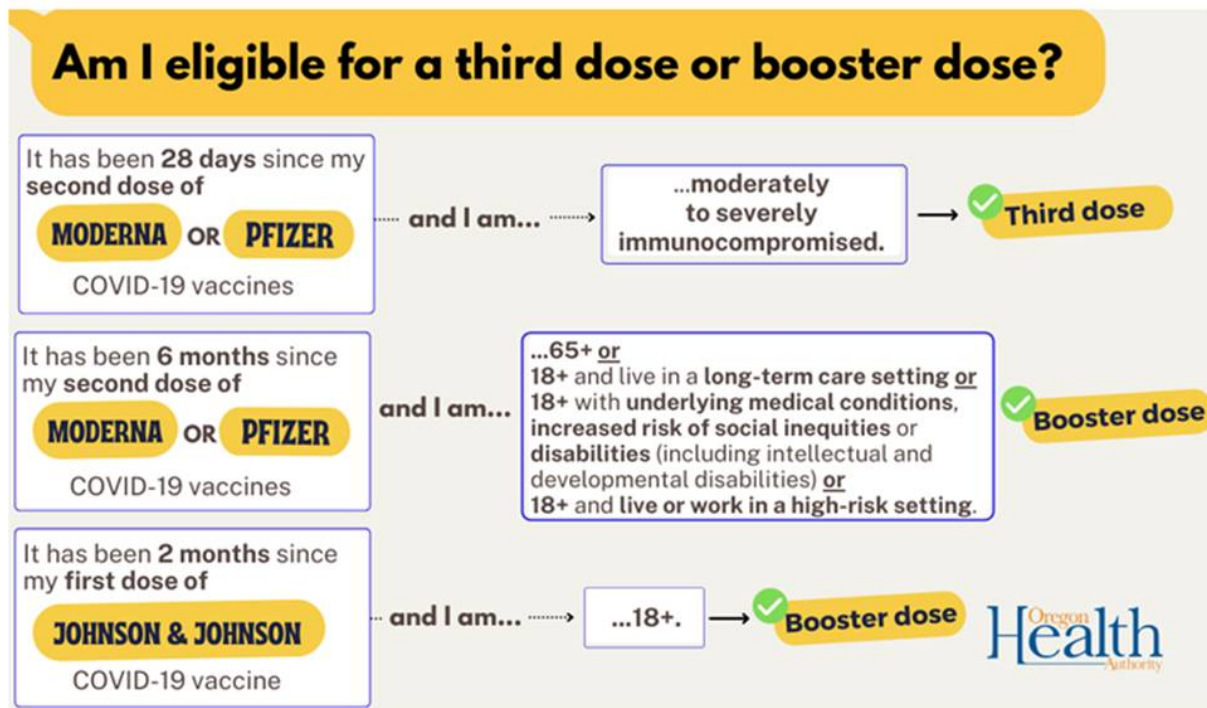 Am I eligible for a third dose or booster dose?
It has been 28 days since my
second dose of
MODERNA OR PFIZER
COVID-19 vaccines
and I am...
...moderately
to severely
immunocompromised.
Third dose
It has been 6 months since
my second dose of
MODERNA OR PFIZER
COVID-19 vaccines
and I am...
...65+ or
18+ and live in a long-term care setting or
18+ with underlying medical conditions,
increased risk of social inequities or
disabilities (including intellectual and
developmental disabilities) or
18+ and live or work in a high-risk setting.
Booster dose
It has been 2 months since
my first dose of
JOHNSON & JOHNSON
COVID-19 vaccine
and I am...
...18+.
Booster dose
Oregon
Health
Authority